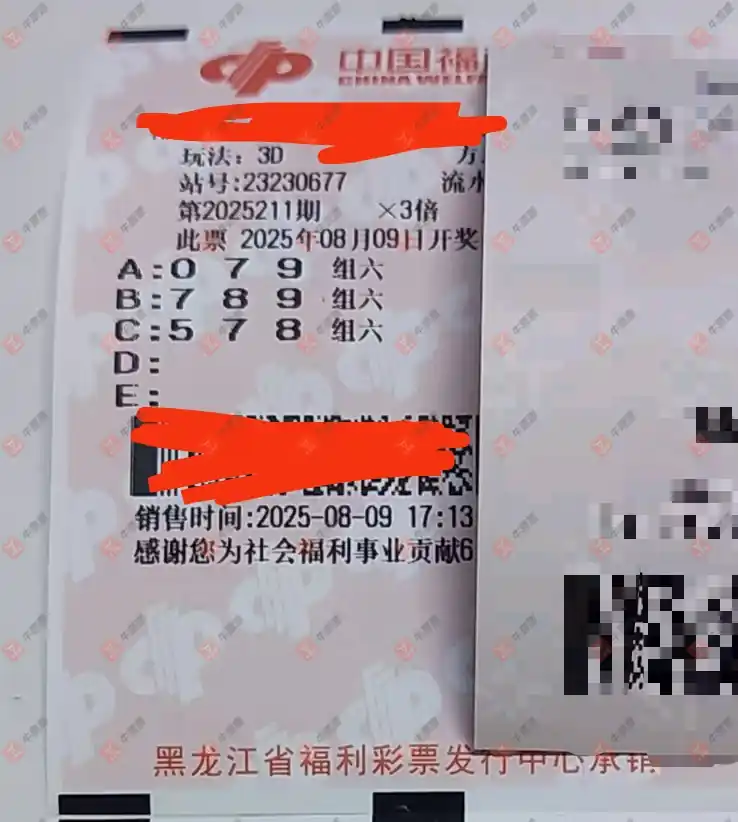 中国福
CHINA WELF
玩法：3D 方
站号:23230677 流水
第2025211期 ×3倍
此票 2025年08月09日开奖
A:0 7 9 组六
B:7 8 9 组六
C:5 7 8 组六
D:
E:
销售时间:2025-08-09 17:13
感谢您为社会福利事业贡献6
黑龙江省福利彩票发行中心承销